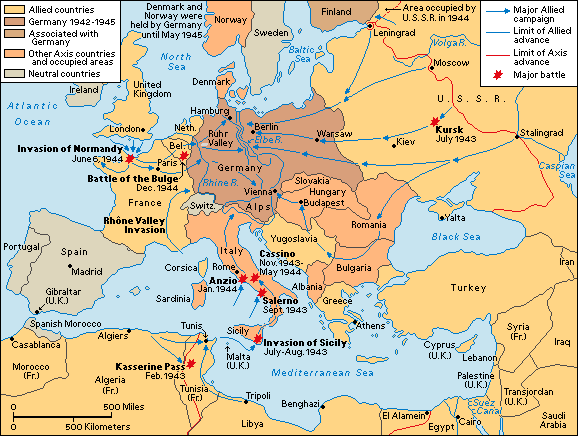 Allied countries
Germany 1942-1945
Associated with
Germany
Other Axis countries
and occupied areas
Neutral countries
Denmark and
Norway were
held by Germany
until May 1945
Area occupied by
U.S.S.R. in 1944
Major Allied
campaign
Limit of Allied
advance
Limit of Axis
advance
Major battle
Norway
Sweden
Finland
Leningrad
Volga R.
Baltic
Sea
North
Sea
Moscow
Ireland
United
Kingdom
Denmark
U. S. S. R.
Atlantic
Ocean
Hamburg
London
Neth.
Berlin
Elbe R.
Ruhr
Valley
Warsaw
Kursk
July 1943
Kiev
Stalingrad
Invasion of Normandy
June 6, 1944
Bel.
Paris
Germany
Caspian
Sea
Battle of the Bulge
Dec. 1944
Rhine R.
Slovakia
Vienna
Hungary
Budapest
France
Switz.
Alps
Romania
Yalta
Rhône Valley
Invasion
Italy
Yugoslavia
Black Sea
Portugal
Spain
Madrid
Corsica
Rome
Cassino
Nov. 1943-
May 1944
Bulgaria
Anzio
Jan. 1944
Albania
Turkey
Gibraltar
(U.K.)
Sardinia
Salerno
Sept. 1943
Greece
Athens
Spanish Morocco
Algiers
Tunis
Sicily
Invasion of Sicily
July-Aug. 1943
Cyprus
(U.K.)
Syria
(Fr.)
Casablanca
Malta
(U.K.)
Lebanon
Iraq
Morocco
(Fr.)
Kasserine Pass
Feb. 1943
Mediterranean Sea
Palestine
(U.K.)
Algeria
(Fr.)
Tunisia
(Fr.)
Transjordan
(U.K.)
Tripoli
Benghazi
Suez
Canal
0 500 Miles
0 500 Kilometers
Libya
El Alamein
Egypt
Cairo
Saudi
Arabia